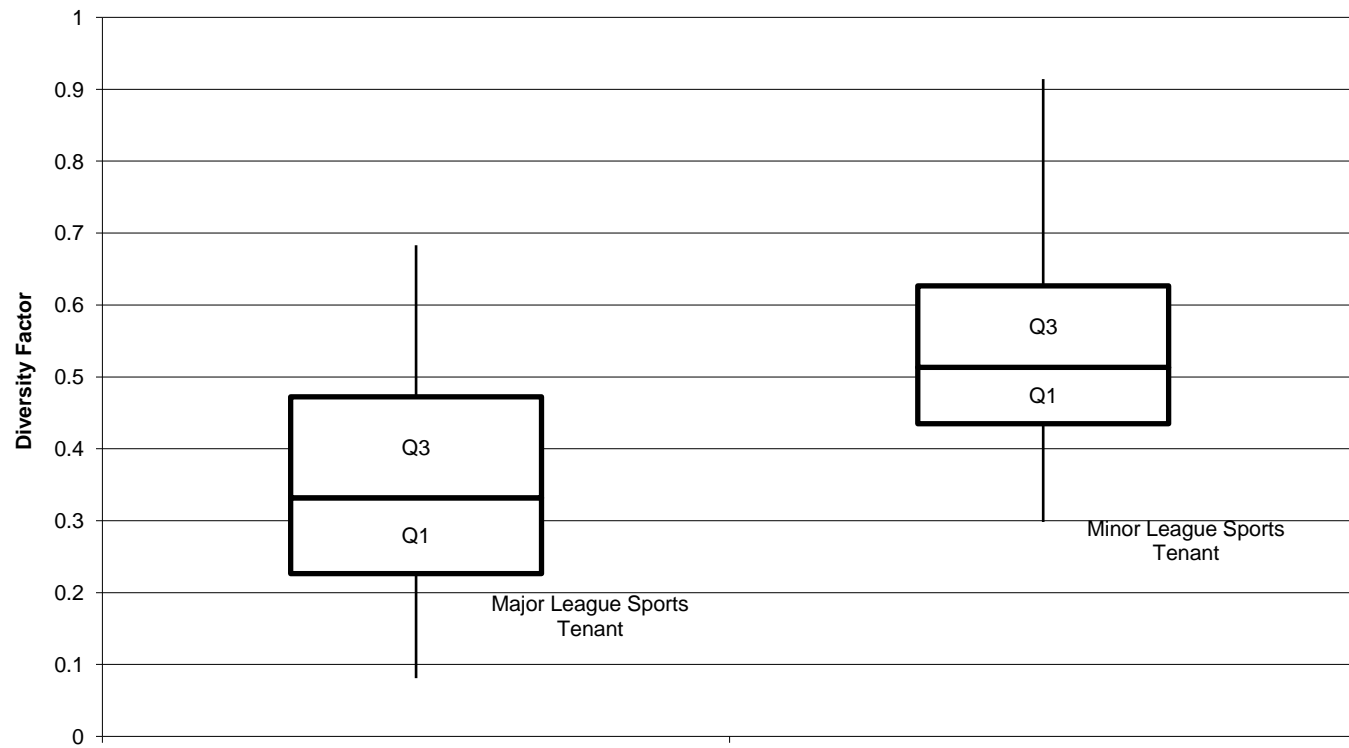 1
0.9
0.8
0.7
0.6
0.5
0.4
0.3
0.2
0.1
0
Diversity Factor
Q3
Q1
Major League Sports
Tenant
Q3
Q1
Minor League Sports
Tenant